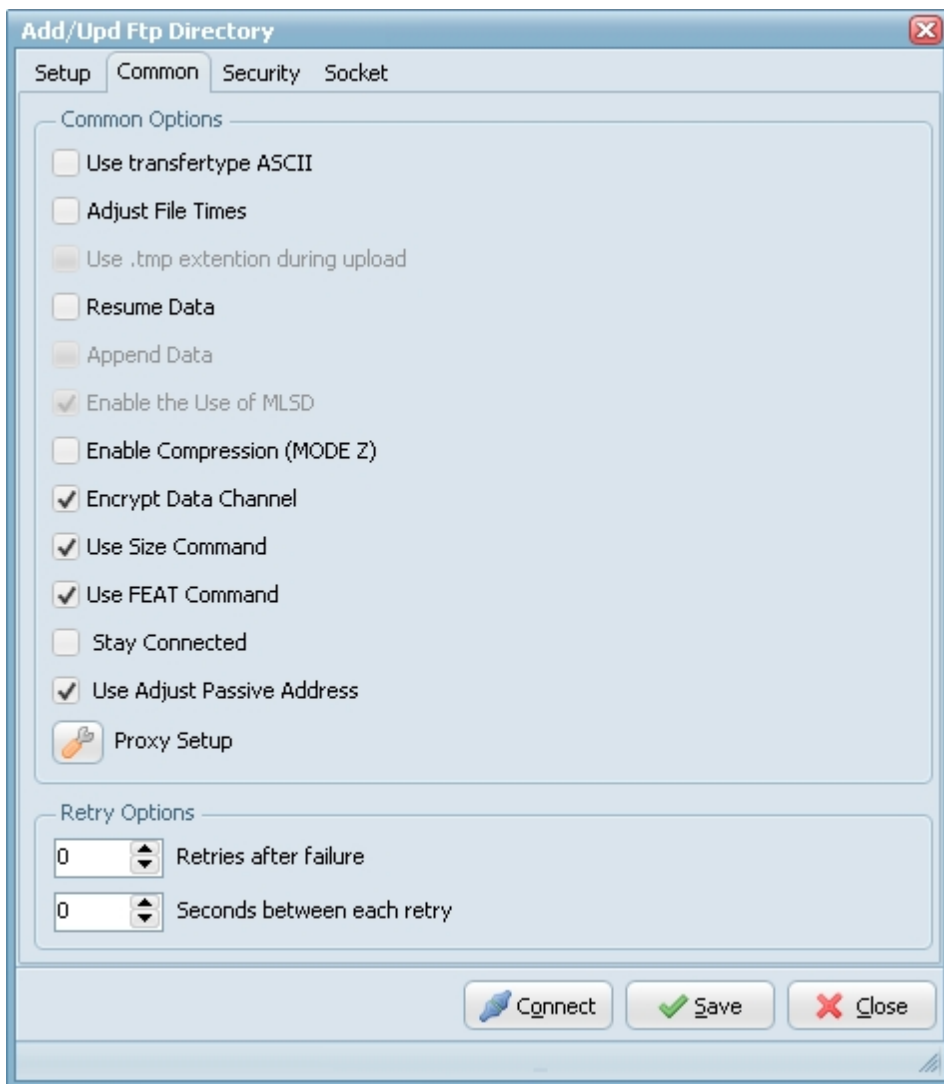 Add/Upd Ftp Directory
Setup Common Security Socket
Common Options
Use transfertype ASCII
Adjust File Times
Use .tmp extention during upload
Resume Data
Append Data
Enable the Use of MLSD
Enable Compression (MODE Z)
Encrypt Data Channel
Use Size Command
Use FEAT Command
Stay Connected
Use Adjust Passive Address
Proxy Setup
Retry Options
0 Retries after failure
0 Seconds between each retry
Connect Save Close